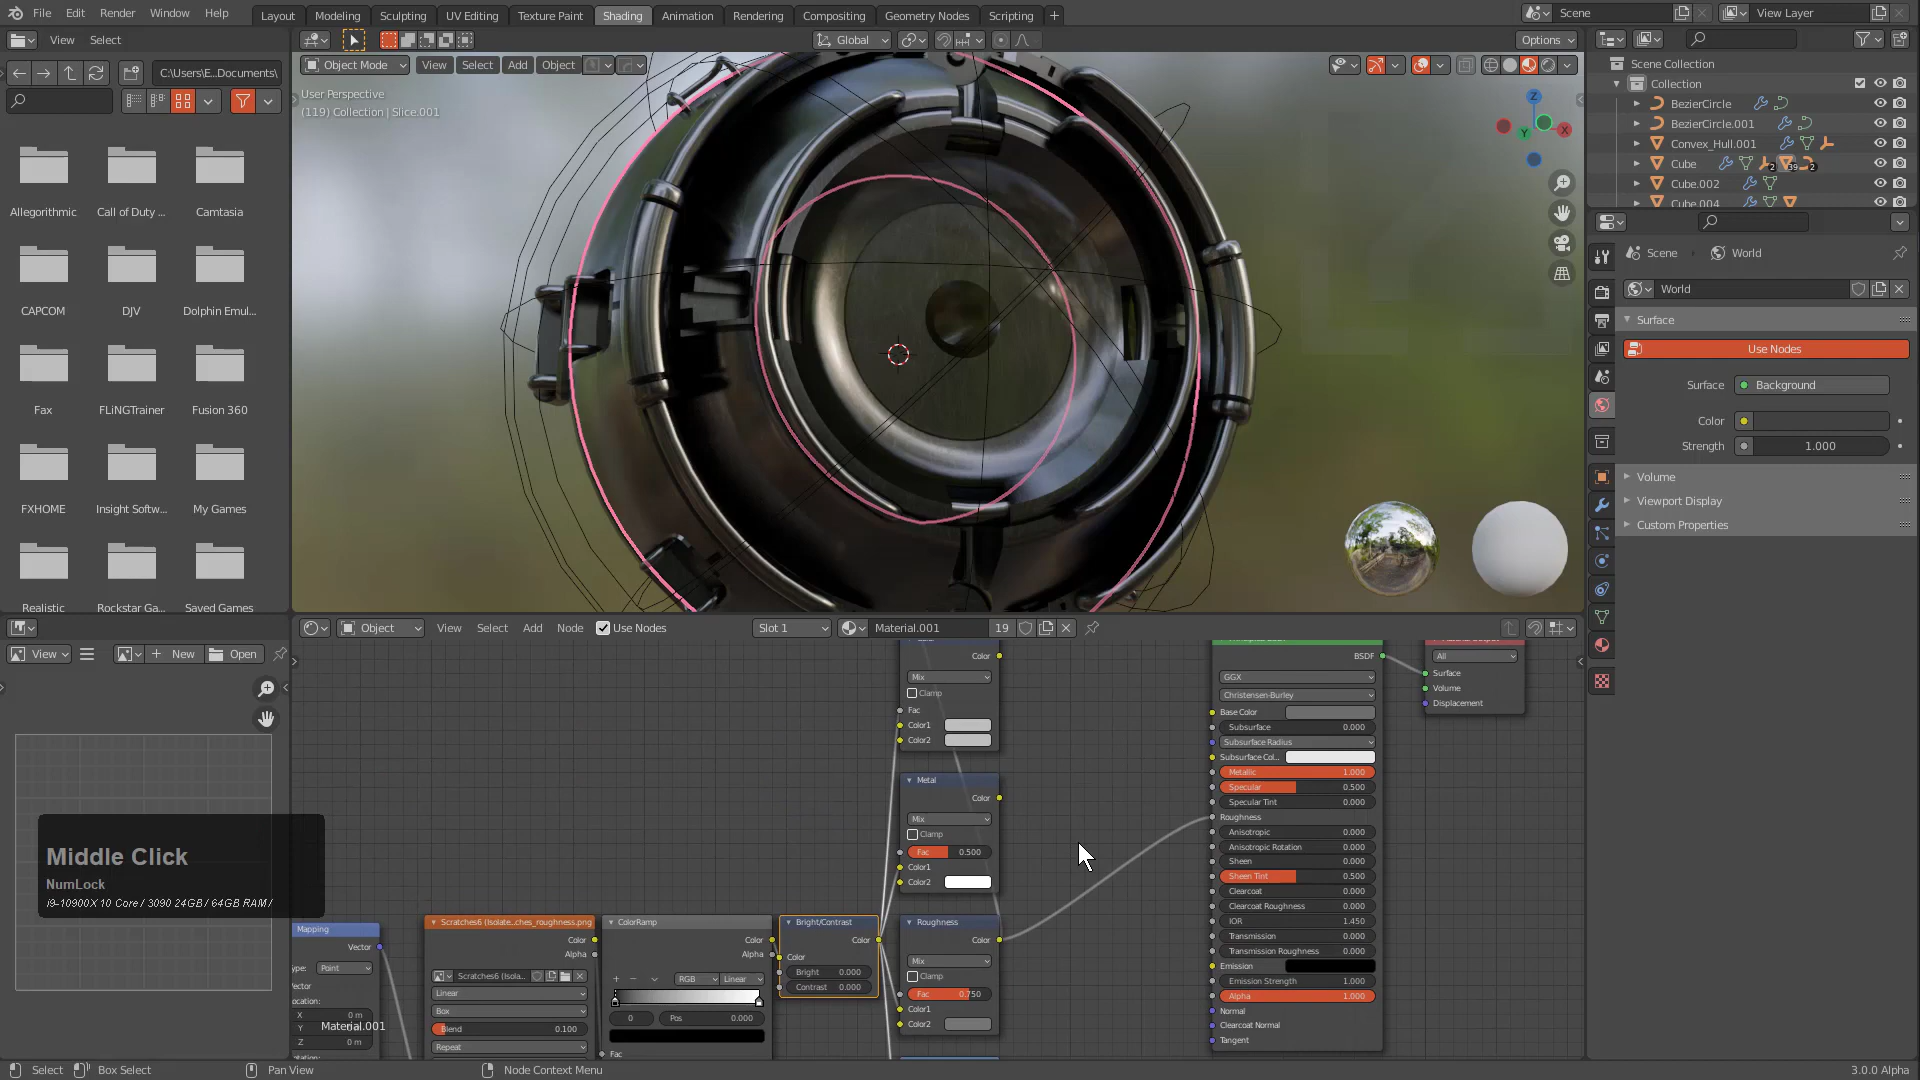 File Edit Render Window Help
Layout Modeling Sculpting UV Editing Texture Paint Shading Animation Rendering Compositing Geometry Nodes Scripting +
Scene
View Layer
View Select
Global
Options
C:\Users\E...Documents\
Object Mode View Select Add Object
User Perspective
(119) Collection | Slice.001
Z
Y
X
Allegorithmic
Call of Duty ...
Camtasia
CAPCOM
DJV
Dolphin Emul...
Fax
FLiNGTrainer
Fusion 360
FXHOME
Insight Softw...
My Games
Realistic
Rockstar Ga...
Saved Games
Scene Collection
Collection
BezierCircle
BezierCircle.001
Convex_Hull.001
Cube
2
39
2
Cube.002
Cube.004
Scene
World
World
Surface
Use Nodes
Surface
Background
Color
Strength
1.000
Volume
Viewport Display
Custom Properties
View
New
Open
Object View Select Add Node Use Nodes
Slot 1
Material.001
19
Middle Click
NumLock
i9-10900X 10 Core / 3090 24GB / 64GB RAM /
Mapping
Vector
Point
X 0 m
Y
Z 0 m
Material.001
Scratches6 (Isolate..ches_roughness.png
Color
Alpha
Scratches6 (Isola...
Linear
Box
Blend 0.100
Repeat
ColorRamp
Color
Alpha
RGB
Linear
0
Pos 0.000
Fac
Bright/Contrast
Color
Color
Bright 0.000
Contrast 0.000
Color
Mix
Clamp
Fac
Color1
Color2
Metal
Color
Mix
Clamp
Fac 0.500
Color1
Color2
Roughness
Color
Mix
Clamp
Fac 0.750
Color1
Color2
BSDF
GGX
Christensen-Burley
Base Color
Subsurface 0.000
Subsurface Radius
Subsurface Col..
Metallic 1.000
Specular 0.500
Specular Tint 0.000
Roughness
Anisotropic 0.000
Anisotropic Rotation 0.000
Sheen 0.000
Sheen Tint 0.500
Clearcoat 0.000
Clearcoat Roughness 0.000
IOR 1.450
Transmission 0.000
Transmission Roughness 0.000
Emission
Emission Strength 1.000
Alpha 1.000
Normal
Clearcoat Normal
Tangent
All
Surface
Volume
Displacement
Select
Box Select
Pan View
Node Context Menu
3.0.0 Alpha